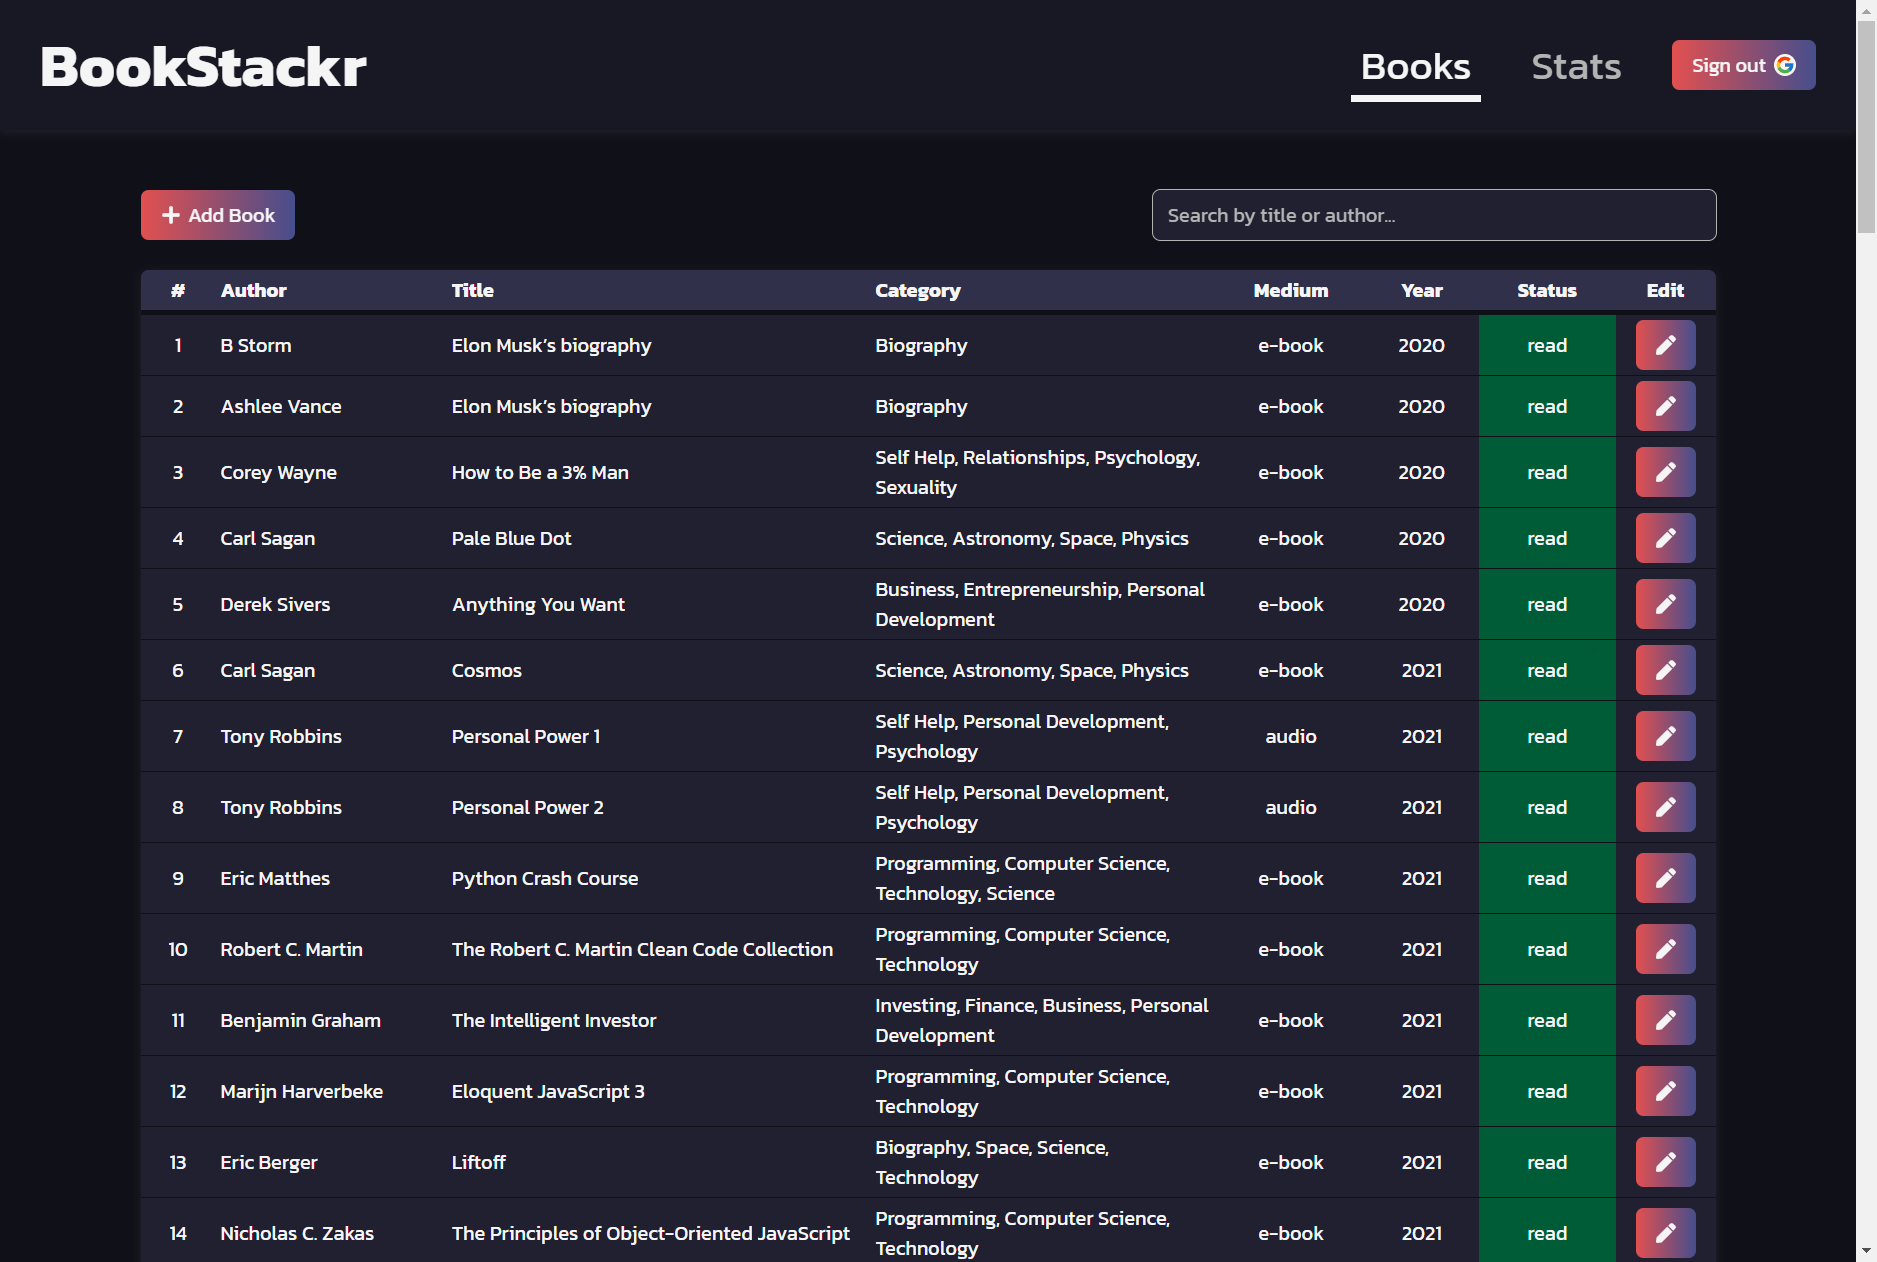 BookStackr
Books Stats Sign out
Add Book
Search by title or author...
# Author Title Category Medium Year Status Edit
1 B Storm Elon Musk’s biography Biography e-book 2020 read
2 Ashlee Vance Elon Musk’s biography Biography e-book 2020 read
3 Corey Wayne How to Be a 3% Man Self Help, Relationships, Psychology,
Sexuality e-book 2020 read
4 Carl Sagan Pale Blue Dot Science, Astronomy, Space, Physics e-book 2020 read
5 Derek Sivers Anything You Want Business, Entrepreneurship, Personal
Development e-book 2020 read
6 Carl Sagan Cosmos Science, Astronomy, Space, Physics e-book 2021 read
7 Tony Robbins Personal Power 1 Self Help, Personal Development,
Psychology audio 2021 read
8 Tony Robbins Personal Power 2 Self Help, Personal Development,
Psychology audio 2021 read
9 Eric Matthes Python Crash Course Programming, Computer Science,
Technology, Science e-book 2021 read
10 Robert C. Martin The Robert C. Martin Clean Code Collection Programming, Computer Science,
Technology e-book 2021 read
11 Benjamin Graham The Intelligent Investor Investing, Finance, Business, Personal
Development e-book 2021 read
12 Marijn Harverbeke Eloquent JavaScript 3 Programming, Computer Science,
Technology e-book 2021 read
13 Eric Berger Liftoff Biography, Space, Science,
Technology e-book 2021 read
14 Nicholas C. Zakas The Principles of Object-Oriented JavaScript Programming, Computer Science,
Technology e-book 2021 read